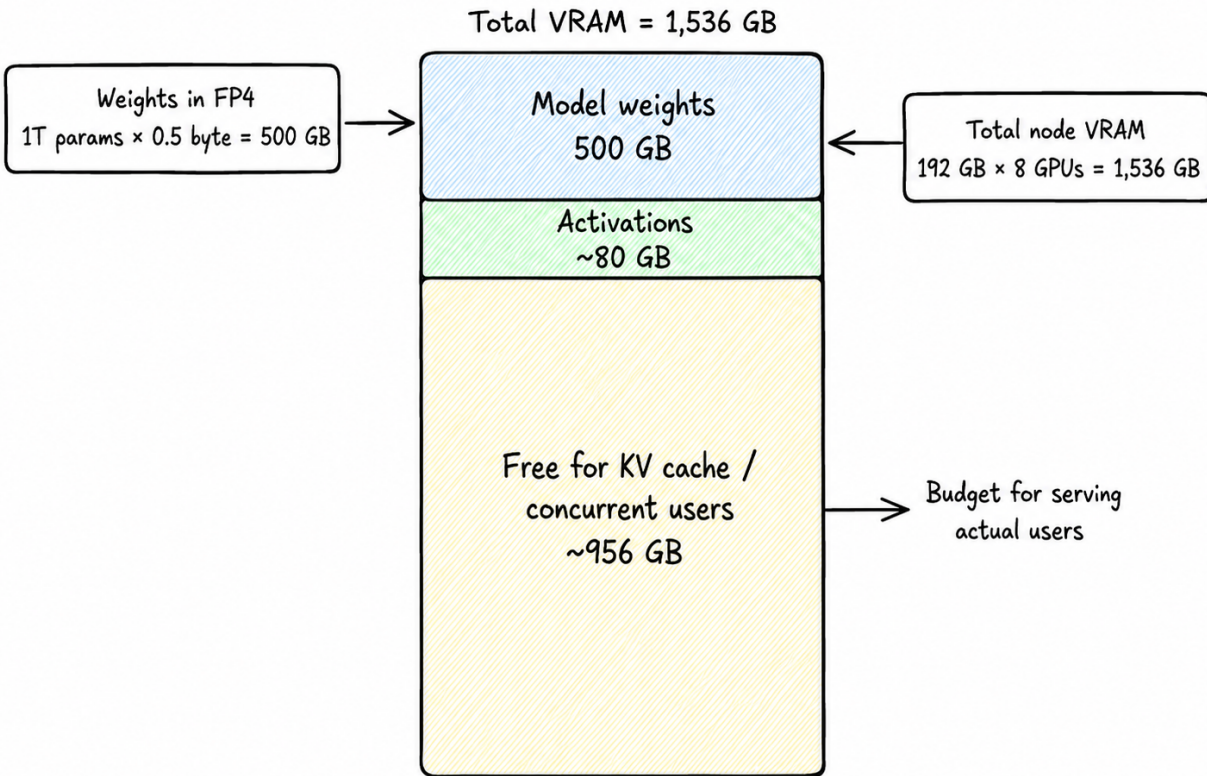 Total VRAM = 1,536 GB
Weights in FP4
1T params × 0.5 byte = 500 GB
Model weights
500 GB
Total node VRAM
192 GB × 8 GPUs = 1,536 GB
Activations
~80 GB
Free for KV cache /
concurrent users
~956 GB
Budget for serving
actual users